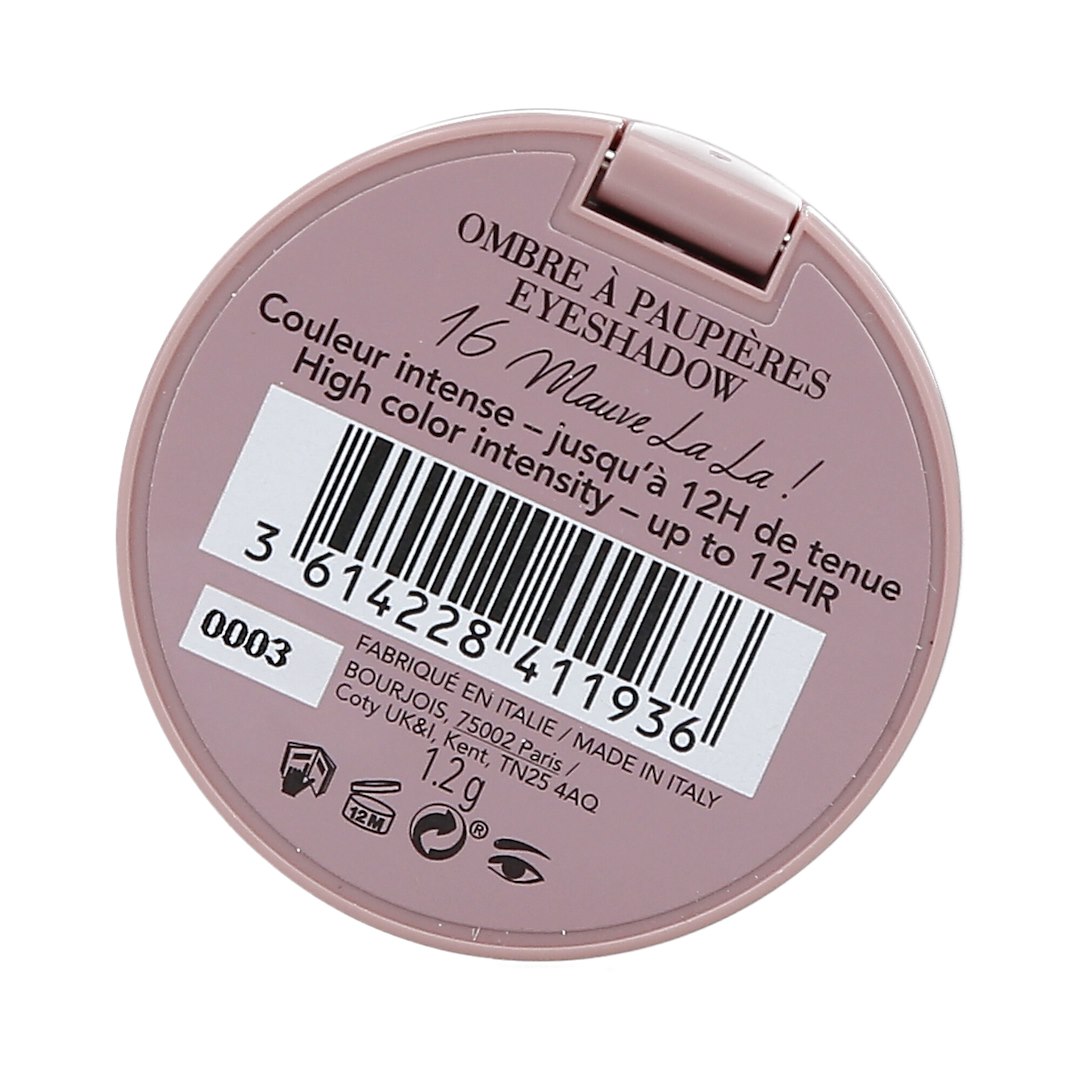 OMBRE À PAUPIÈRES
EYESHADOW
16 Mauve La La !
Couleur intense – jusqu'à 12H de tenue
High color intensity – up to 12HR
3 614228 411936
0003
FABRIQUÉ EN ITALIE / MADE IN ITALY
BOURJOIS, 75002 Paris /
Coty UK&I, Kent, TN25 4AQ
1.2g
12M
®